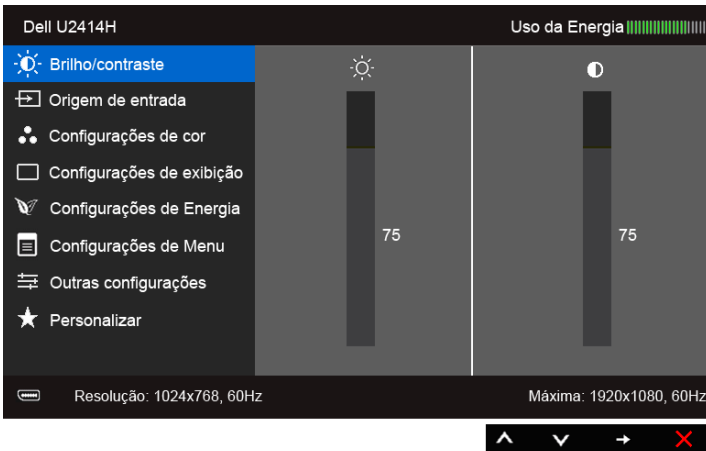 Dell U2414H
Uso da Energia
Brilho/contraste
Origem de entrada
Configurações de cor
Configurações de exibição
Configurações de Energia
Configurações de Menu
Outras configurações
Personalizar
75
75
Resolução: 1024x768, 60Hz
Máxima: 1920x1080, 60Hz